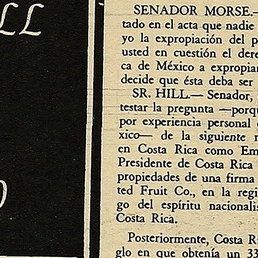 LL
SENADOR MORSE.—
tado en el acta que nadie
yo la expropiación del p
usted en cuestión el dere
ca de México a expropiar
decide que ésta deba ser
SR. HILL.— Senador,
testar la pregunta —porq
por experiencia personal
xico— de la siguiente m
en Costa Rica como Em
Presidente de Costa Rica
propiedades de una firma
ted Fruit Co., en la regi
go del espíritu nacionalis
Costa Rica.
Posteriormente, Costa Ri
glo en que obtenía un 33